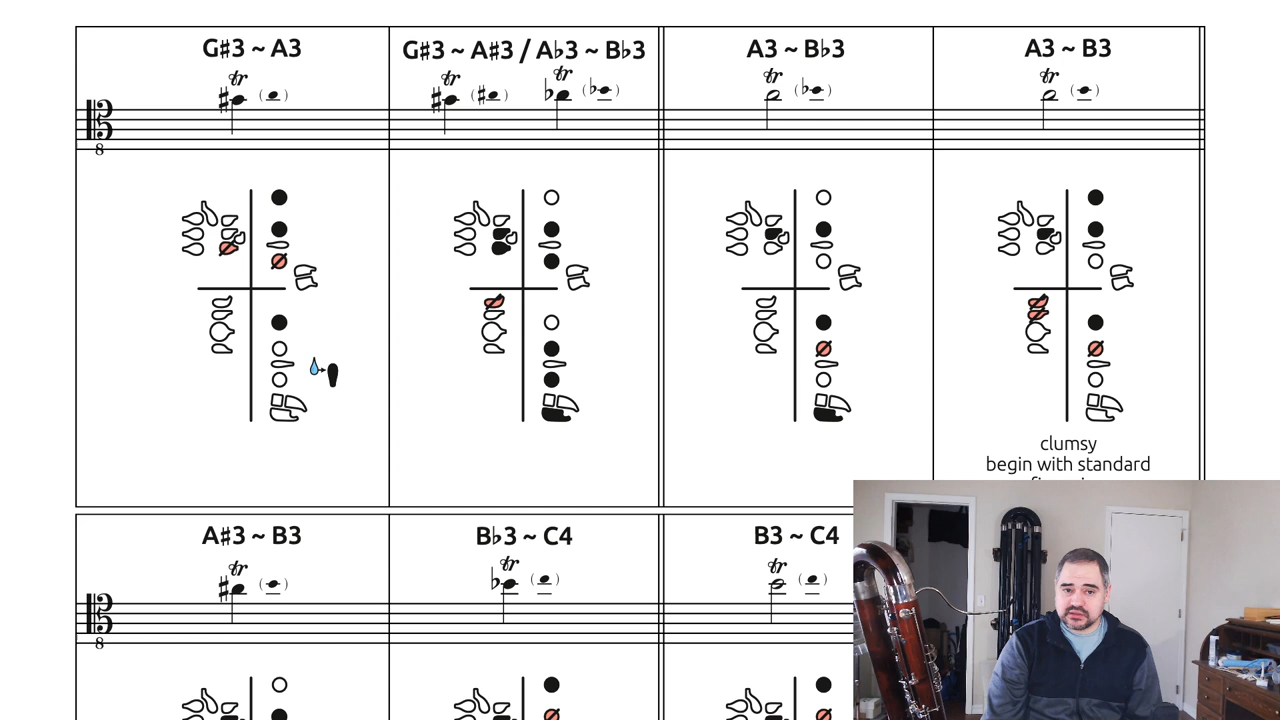 G♯3 ~ A3
G♯3 ~ A♯3 / A♭3 ~ B♭3
A3 ~ B♭3
A3 ~ B3
tr
tr
tr
tr
tr
8
clumsy
begin with standard
A♯3 ~ B3
B♭3 ~ C4
B3 ~ C4
tr
tr
tr
8